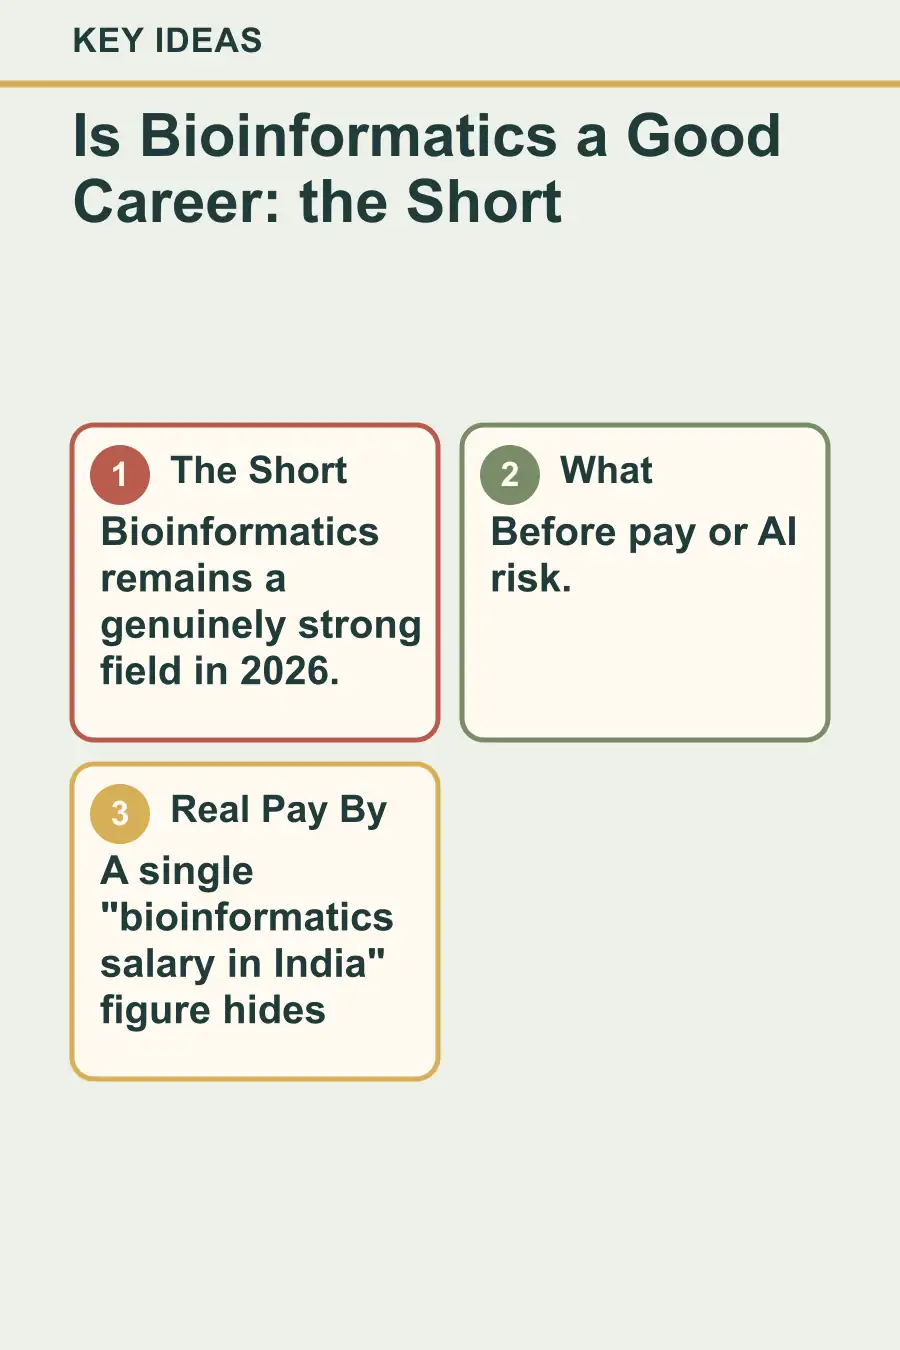 KEY IDEAS
Is Bioinformatics a Good
Career: the Short
1 The Short
Bioinformatics
remains a
genuinely strong
field in 2026.
2 What
Before pay or AI
risk.
3 Real Pay By
A single
"bioinformatics
salary in India"
figure hides